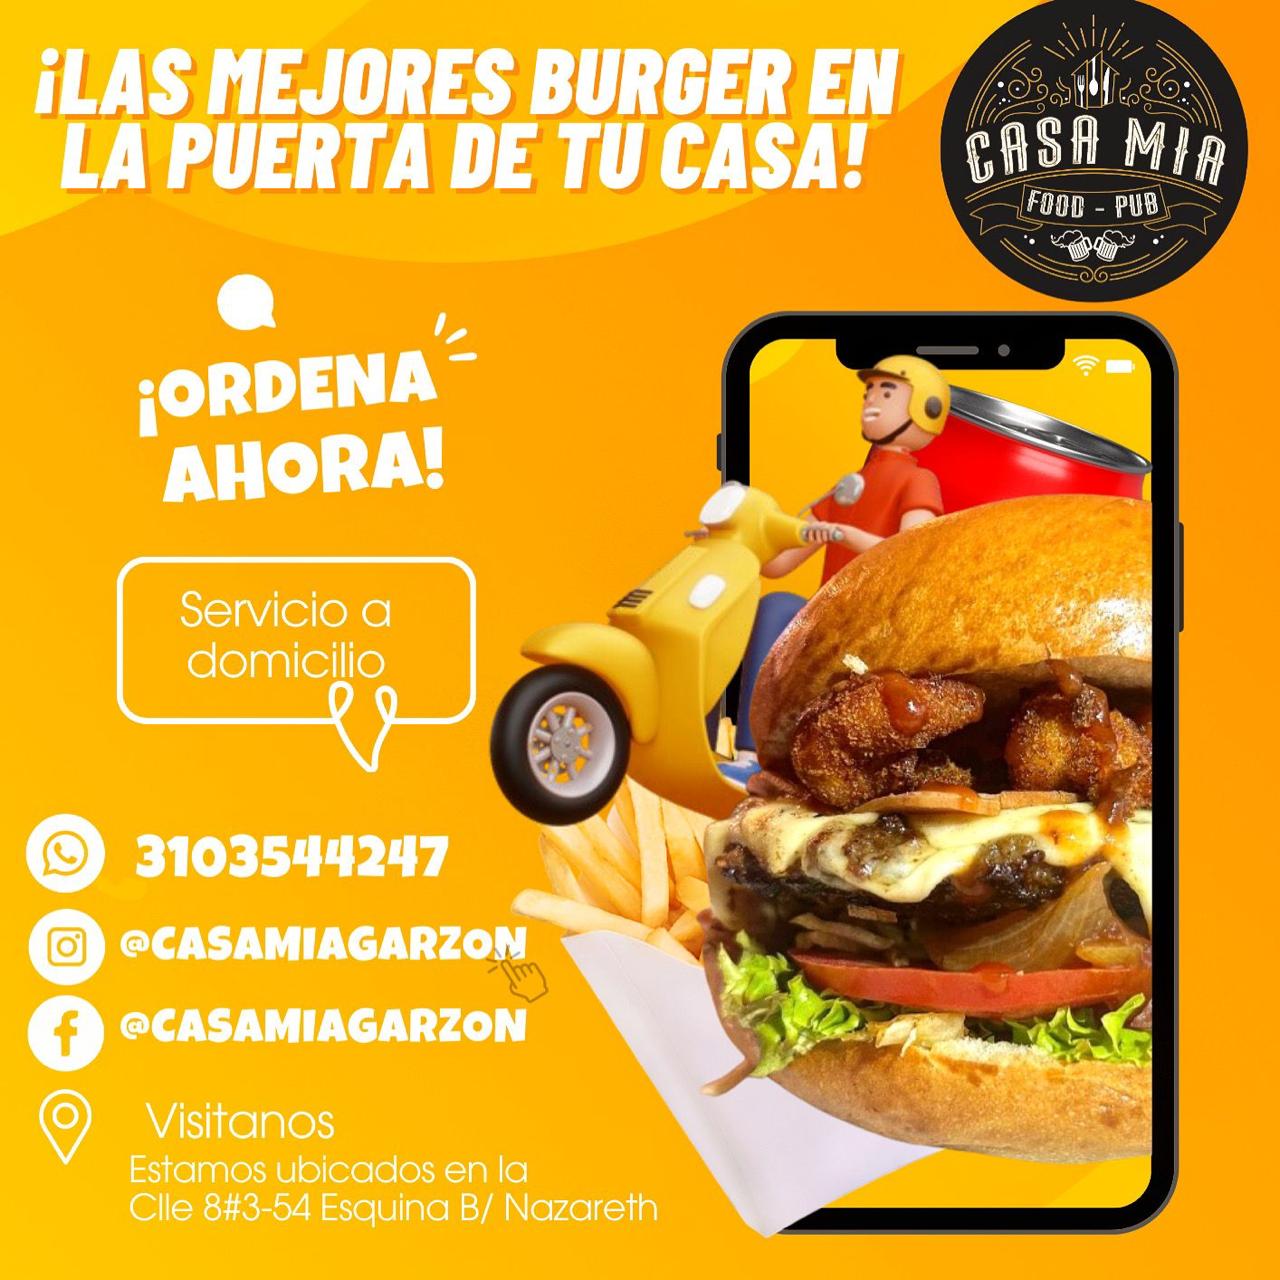 ¡LAS MEJORES BURGER EN
LA PUERTA DE TU CASA!
CASA MIA
FOOD - PUB
¡ORDENA
AHORA!
Servicio a
domicilio
3103544247
@CASAMIAGARZON
@CASAMIAGARZON
Visitanos
Estamos ubicados en la
Clle 8#3-54 Esquina B/ Nazareth